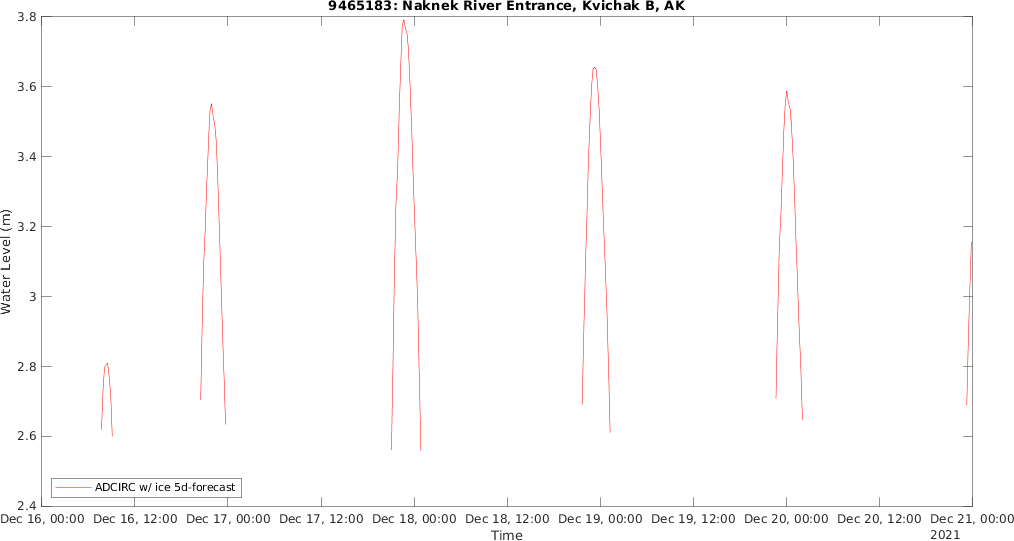 9465183: Naknek River Entrance, Kvichak B, AK
3.8
3.6
3.4
3.2
3
2.8
2.6
2.4
Water Level (m)
ADCIRC w/ ice 5d-forecast
Dec 16, 00:00 Dec 16, 12:00 Dec 17, 00:00 Dec 17, 12:00 Dec 18, 00:00 Dec 18, 12:00 Dec 19, 00:00 Dec 19, 12:00 Dec 20, 00:00 Dec 20, 12:00 Dec 21, 00:00
Time
2021